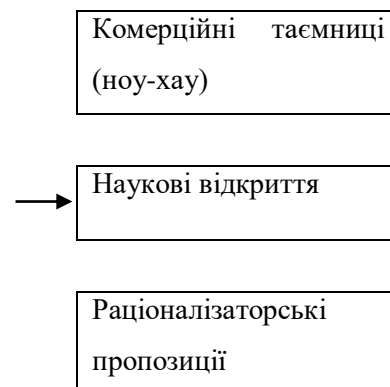 Комерційні таємниці
(ноу-хау)
Наукові відкриття
Раціоналізаторські
пропозиції